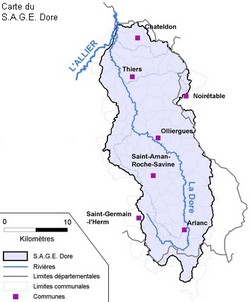 Carte du
S.A.G.E. Dore
L'ALLIER
Chateldon
Thiers
Noirétable
Olliergues
Saint-Aman-
Roche-Savine
La Dore
Saint-Germain
-l'Herm
Arlanc
0 10
Kilomètres
S.A.G.E. Dore
Rivières
Limites départementales
Limites communales
Communes